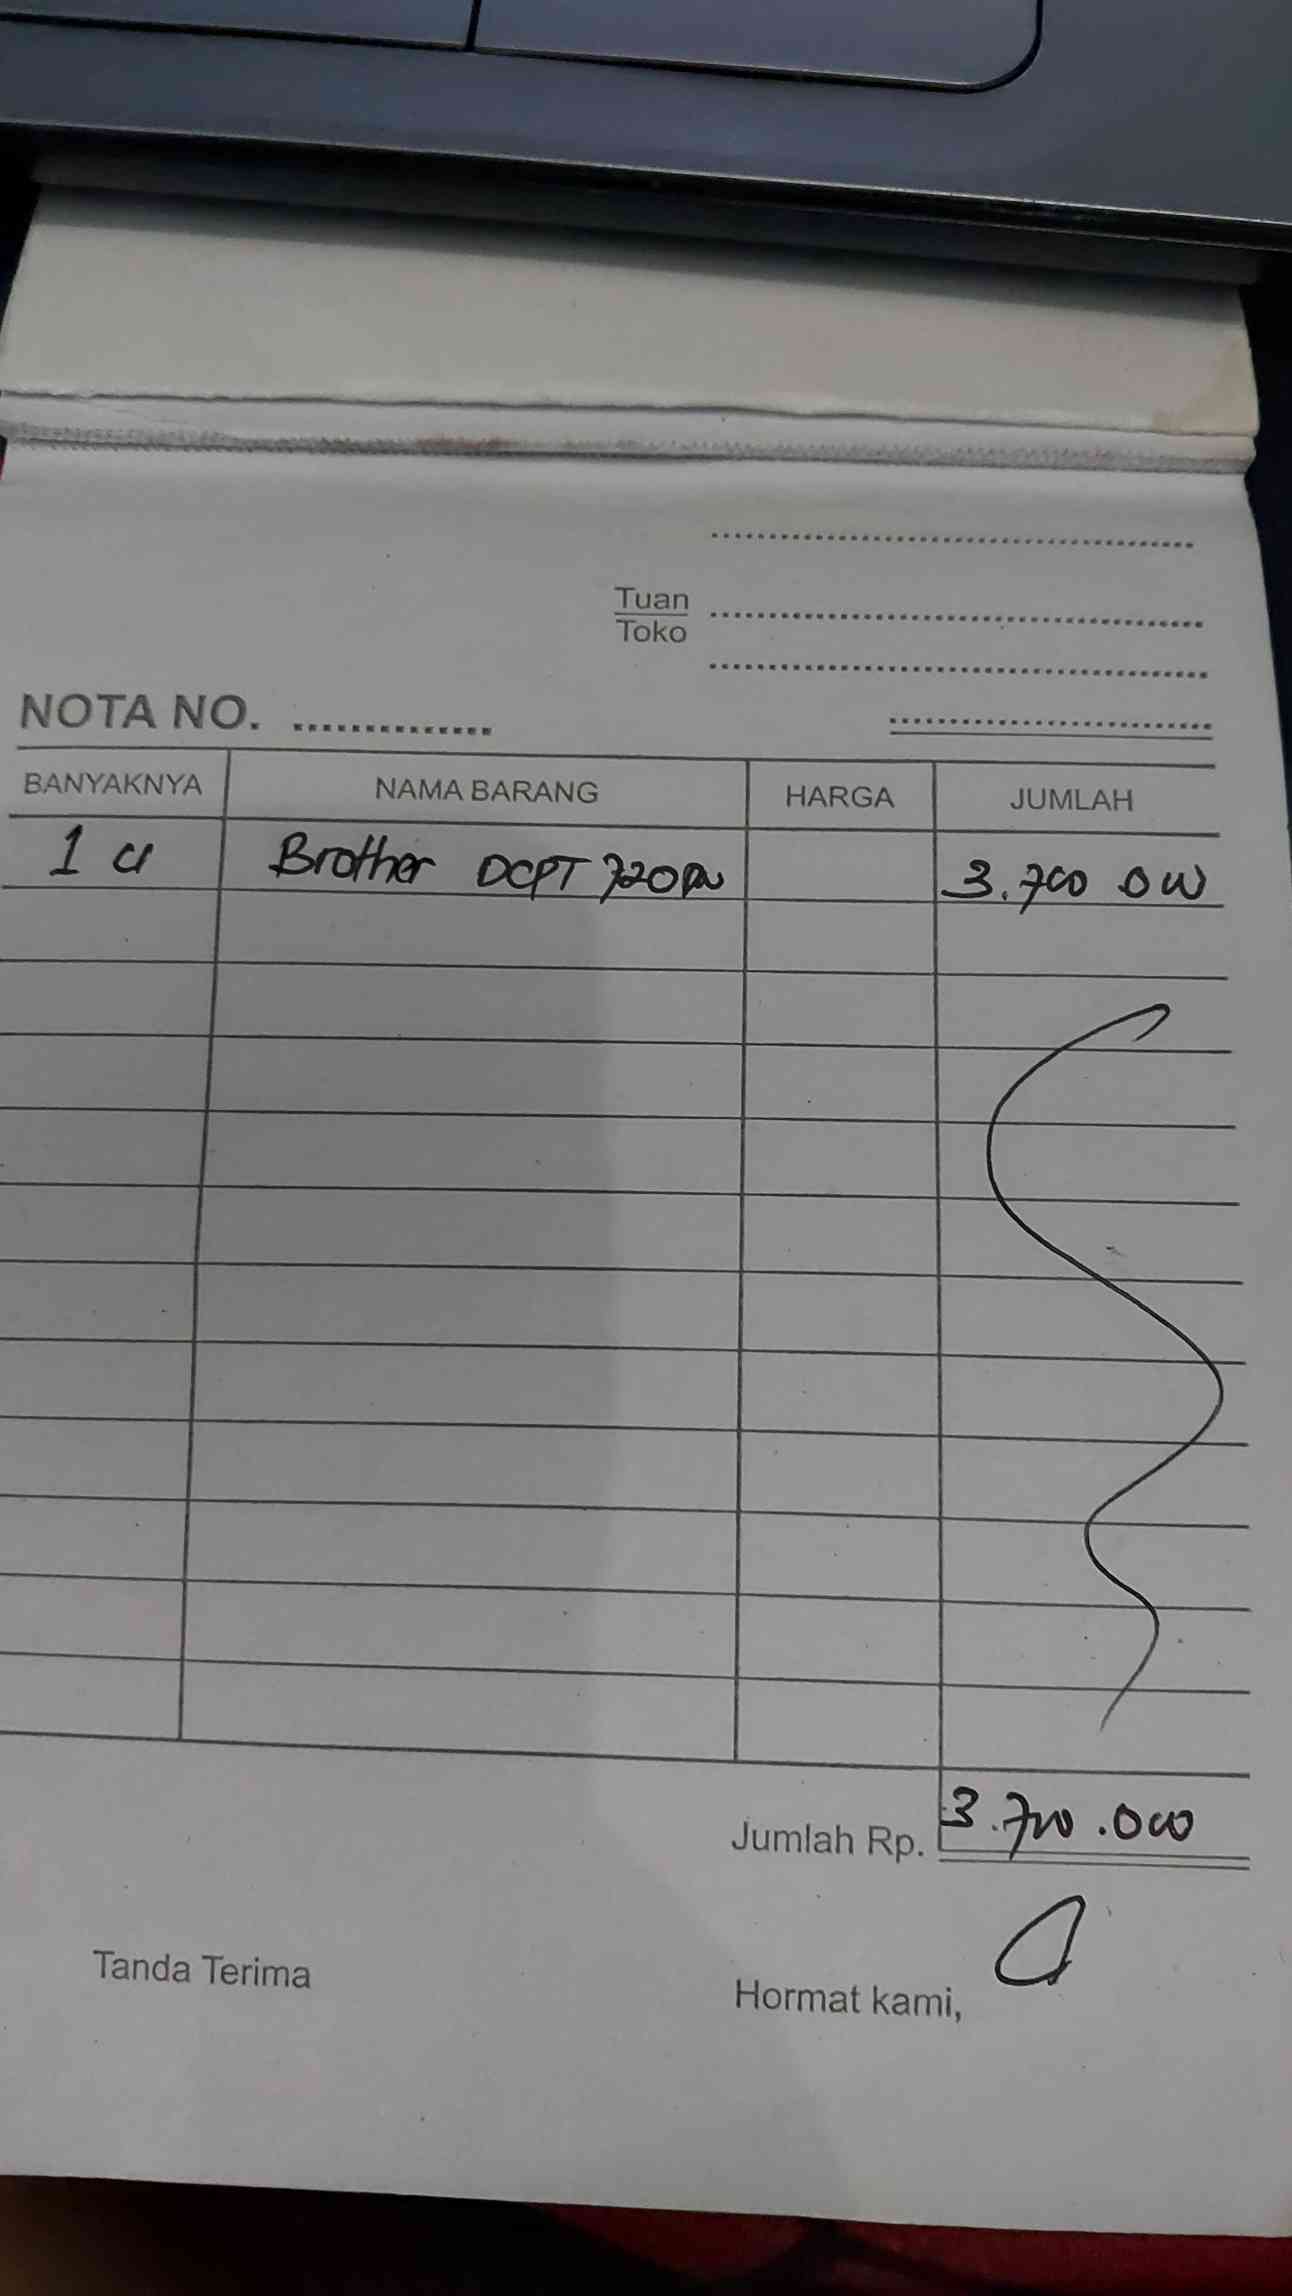 Tuan
Toko
NOTA NO.
BANYAKNYA NAMA BARANG HARGA JUMLAH
1 u Brother DCPT 720DW 3.700 000
Jumlah Rp. 3.700.000
Tanda Terima Hormat kami,